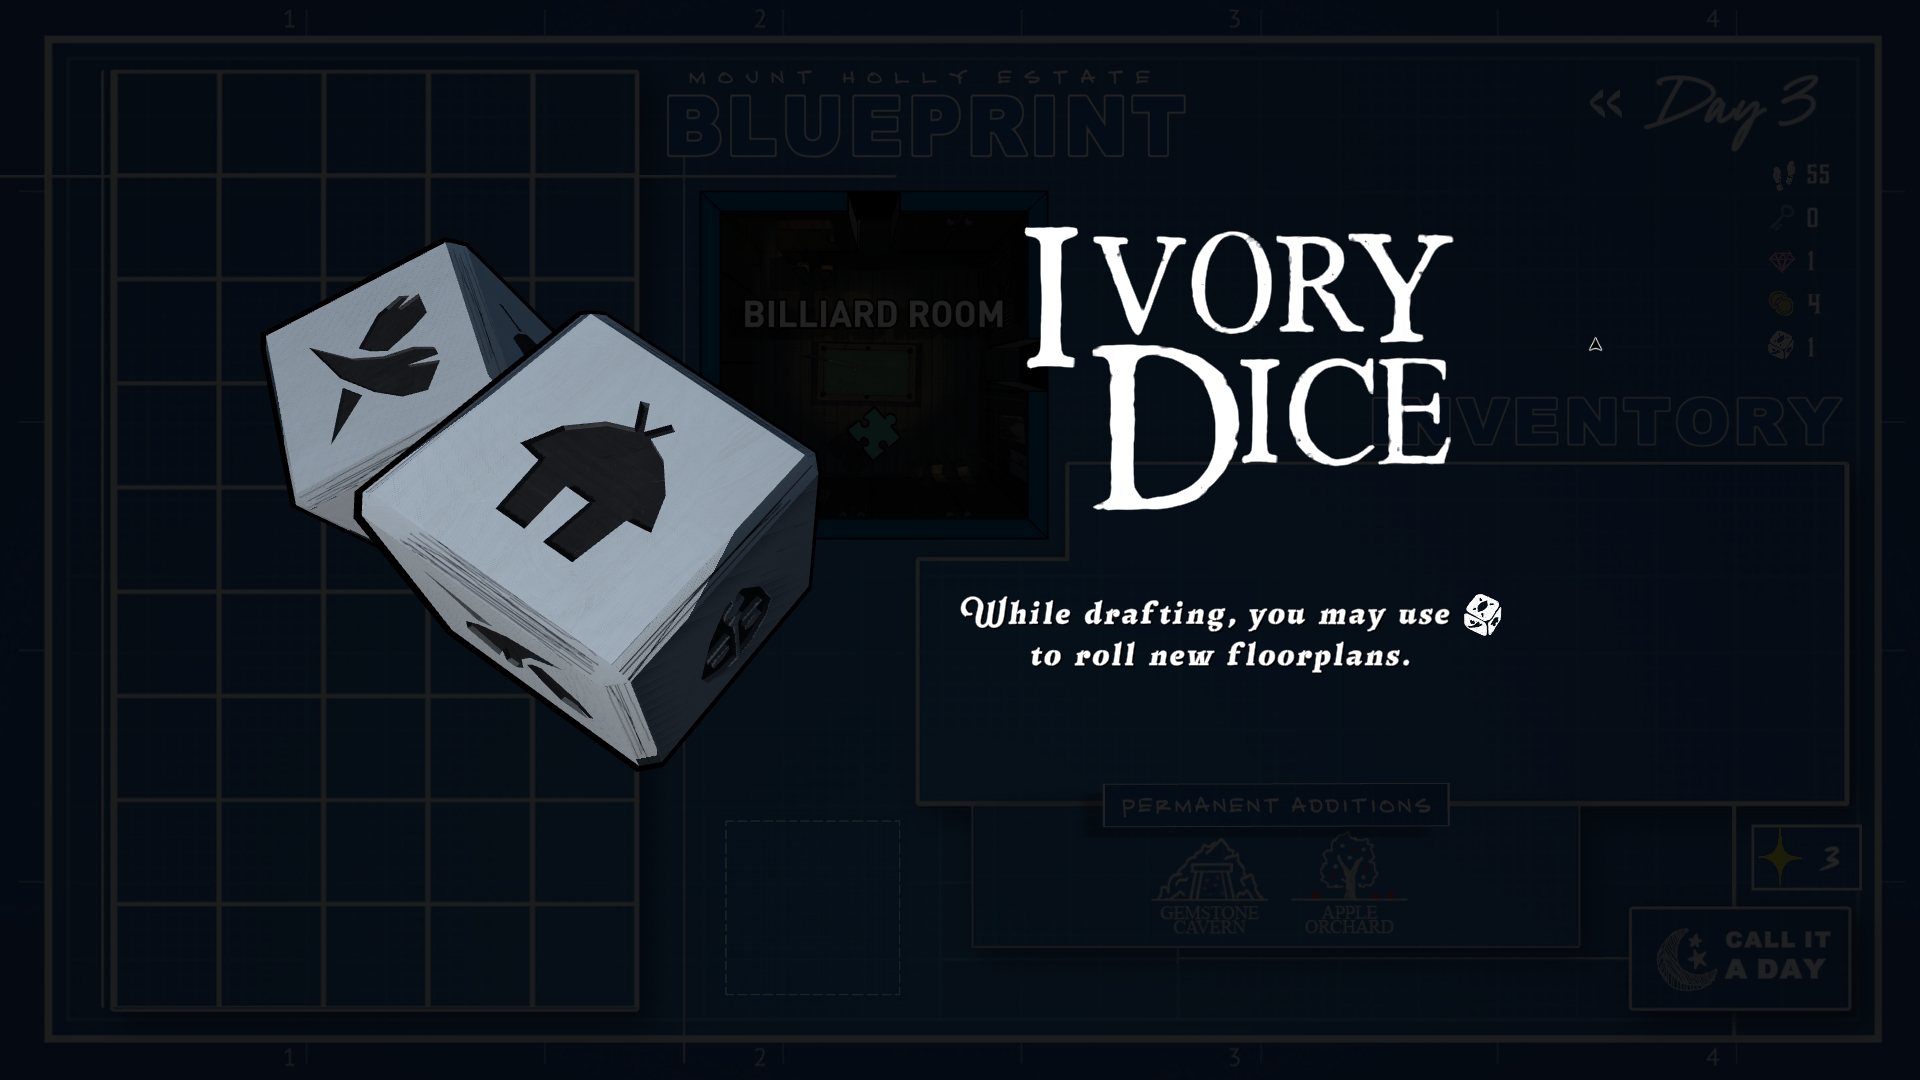 1 2 3 4
MOUNT HOLLY ESTATE
BLUEPRINT
« Day 3
55
0
1
4
1
BILLIARD ROOM
IVORY
DICE
INVENTORY
While drafting, you may use
to roll new floorplans.
PERMANENT ADDITIONS
GEMSTONE
CAVERN
APPLE
ORCHARD
3
CALL IT
A DAY
1 2 3 4